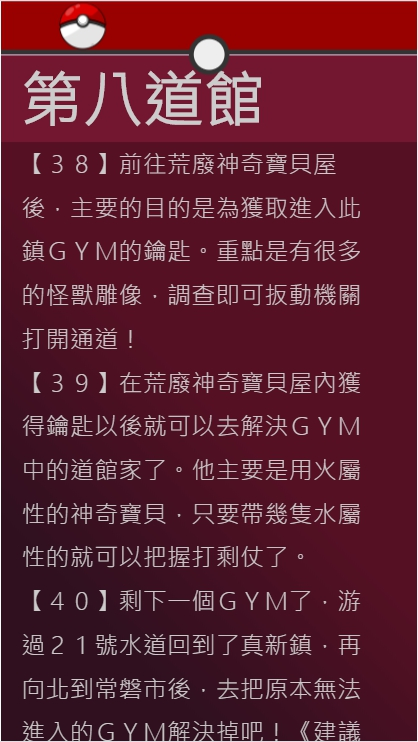 第八道館
【３８】前往荒廢神奇寶貝屋
後，主要的目的是為獲取進入此
鎮ＧＹＭ的鑰匙。重點是有很多
的怪獸雕像，調查即可扳動機關
打開通道！
【３９】在荒廢神奇寶貝屋內獲
得鑰匙以後就可以去解決ＧＹＭ
中的道館家了。他主要是用火屬
性的神奇寶貝，只要帶幾隻水屬
性的就可以把握打剩仗了。
【４０】剩下一個ＧＹＭ了，游
過２１號水道回到了真新鎮，再
向北到常磐市後，去把原本無法
進入的ＧＹＭ解決掉吧！《建議